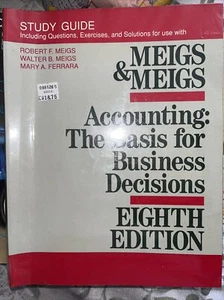 STUDY GUIDE
Including Questions, Exercises, and Solutions for use with
ROBERT F. MEIGS
WALTER B. MEIGS
MARY A. FERRARA
MEIGS
& MEIGS
Accounting:
The Basis for
Business
Decisions
EIGHTH
EDITION